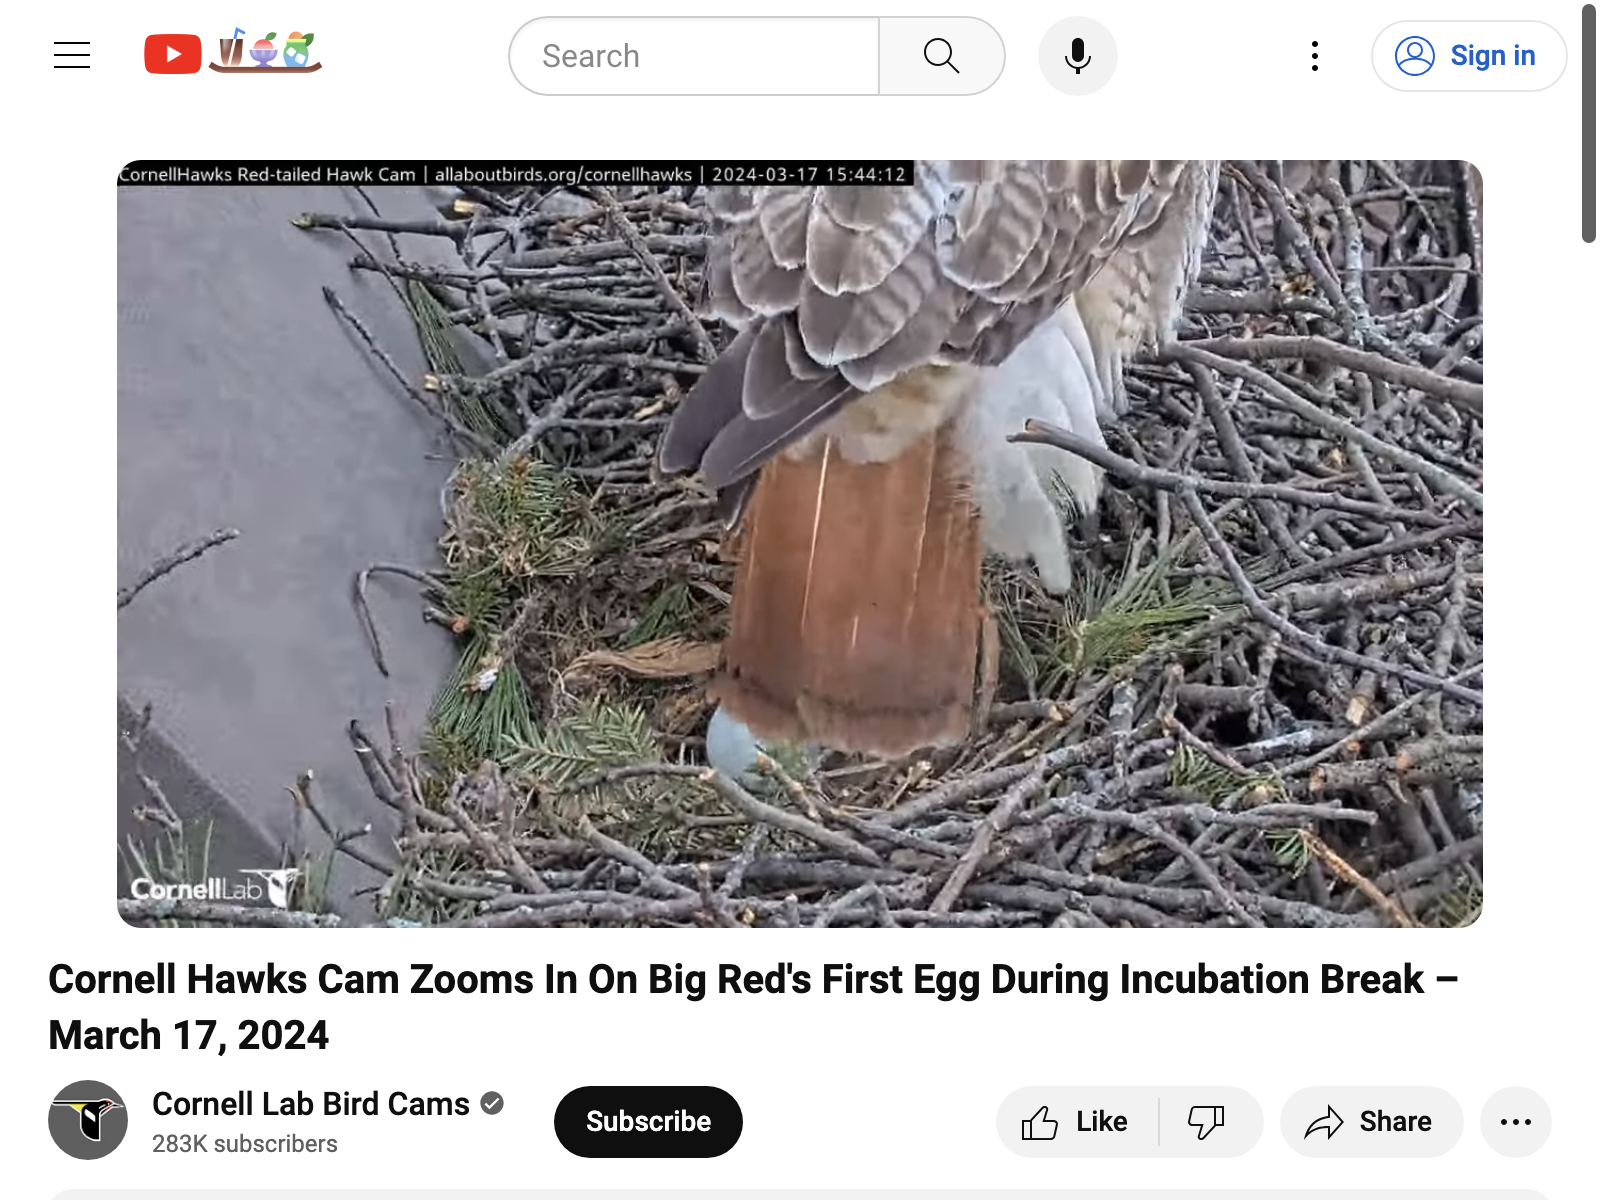 Search
Sign in
CornellHawks Red-tailed Hawk Cam | allaboutbirds.org/cornellhawks | 2024-03-17 15:44:12
CornellLab
Cornell Hawks Cam Zooms In On Big Red's First Egg During Incubation Break –
March 17, 2024
Cornell Lab Bird Cams
283K subscribers
Subscribe
Like
Share